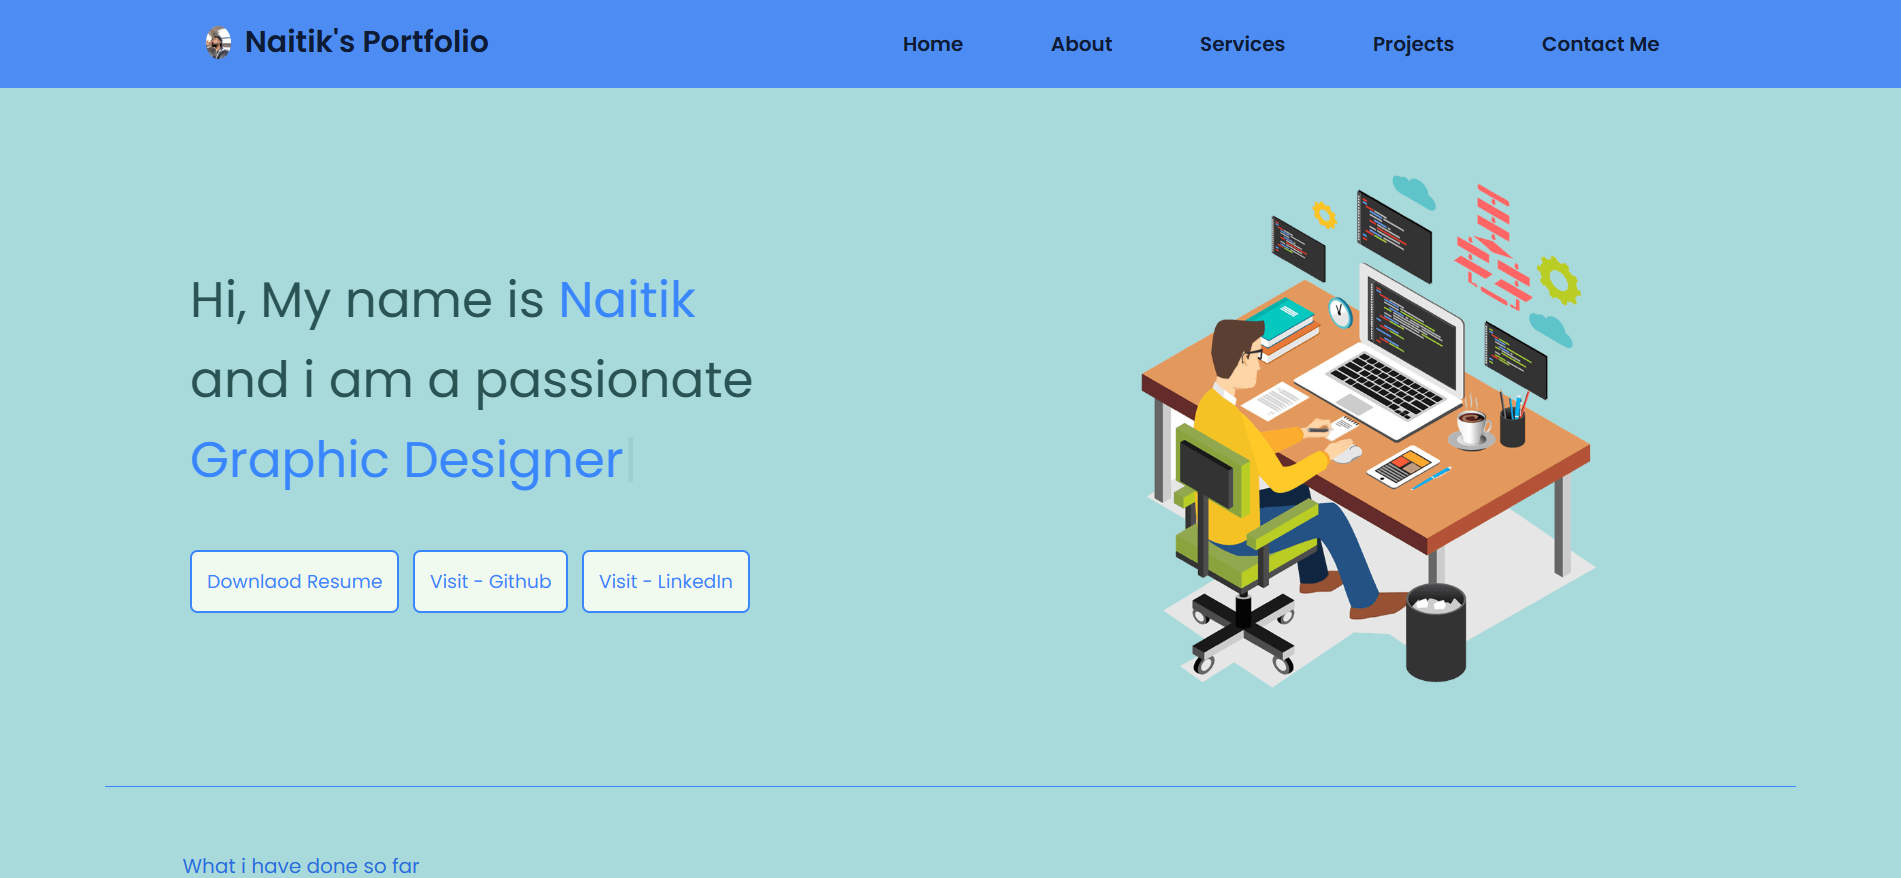 Naitik's Portfolio
Home About Services Projects Contact Me
Hi, My name is Naitik
and i am a passionate
Graphic Designer
Downlaod Resume Visit - Github Visit - LinkedIn
What i have done so far